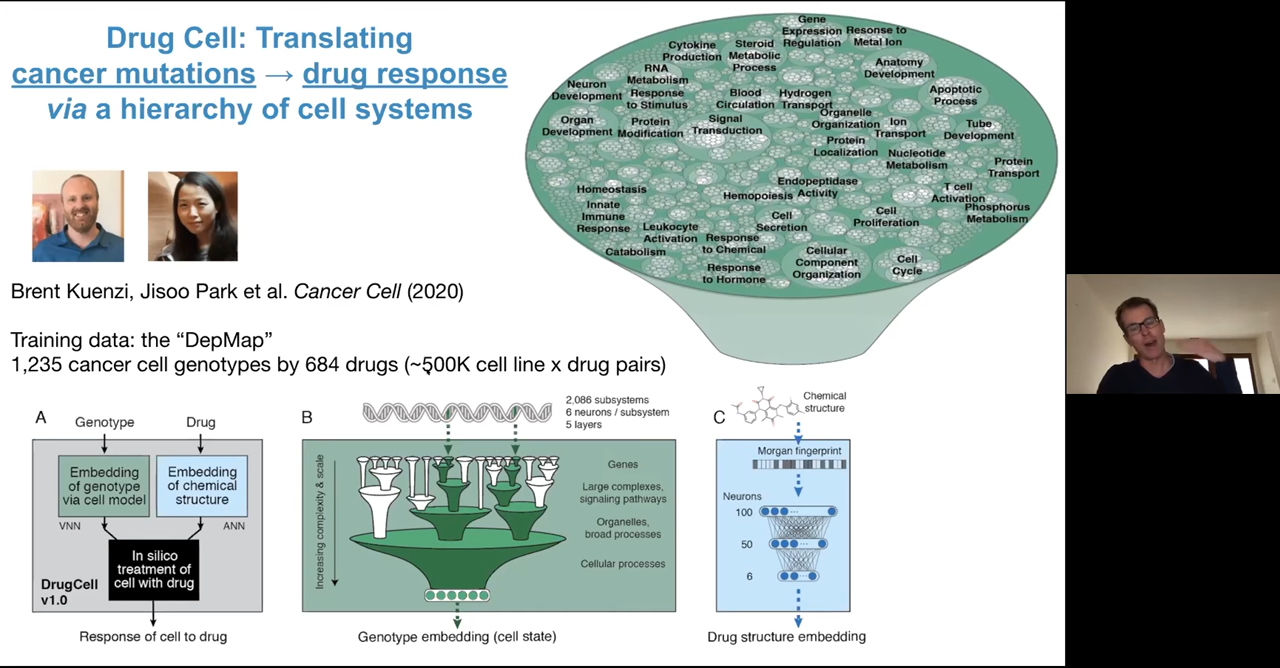 Drug Cell: Translating
cancer mutations → drug response
via a hierarchy of cell systems
Brent Kuenzi, Jisoo Park et al. Cancer Cell (2020)
Training data: the “DepMap”
1,235 cancer cell genotypes by 684 drugs (~500K cell line x drug pairs)
Gene
Expression
Regulation
Resonse to
Metal Ion
Cytokine
Production
Steroid
Metabolic
Process
RNA
Metabolism
Anatomy
Development
Neuron
Development
Response
to Stimulus
Blood
Circulation
Hydrogen
Transport
Apoptotic
Process
Organ
Development
Protein
Modification
Signal
Transduction
Organelle
Organization
Ion
Transport
Tube
Development
Protein
Localization
Nucleotide
Metabolism
Protein
Transport
Homeostasis
Hemopoiesis
Endopeptidase
Activity
T cell
Activation
Innate
Immune
Response
Phosphorus
Metabolism
Leukocyte
Activation
Cell
Secretion
Cell
Proliferation
Catabolism
Response
to Chemical
Cellular
Component
Organization
Cell
Cycle
Response
to Hormone
A
Genotype
Drug
Embedding
of genotype
via cell model
Embedding
of chemical
structure
VNN
ANN
In silico
treatment of
cell with drug
DrugCell
v1.0
Response of cell to drug
B
2,086 subsystems
6 neurons / subsystem
5 layers
Increasing complexity & scale
Genes
Large complexes,
signaling pathways
Organelles,
broad processes
Cellular processes
Genotype embedding (cell state)
C
Chemical
structure
Morgan fingerprint
Neurons
100
50
6
Drug structure embedding